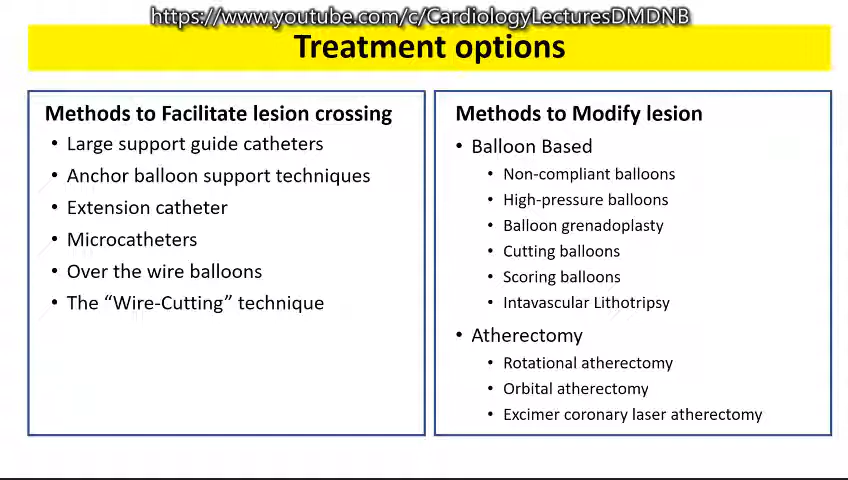 https://www.youtube.com/c/CardiologyLecturesDMDNB
Treatment options
Methods to Facilitate lesion crossing
• Large support guide catheters
• Anchor balloon support techniques
• Extension catheter
• Microcatheters
• Over the wire balloons
• The “Wire-Cutting” technique
Methods to Modify lesion
• Balloon Based
• Non-compliant balloons
• High-pressure balloons
• Balloon grenadoplasty
• Cutting balloons
• Scoring balloons
• Intavascular Lithotripsy
• Atherectomy
• Rotational atherectomy
• Orbital atherectomy
• Excimer coronary laser atherectomy